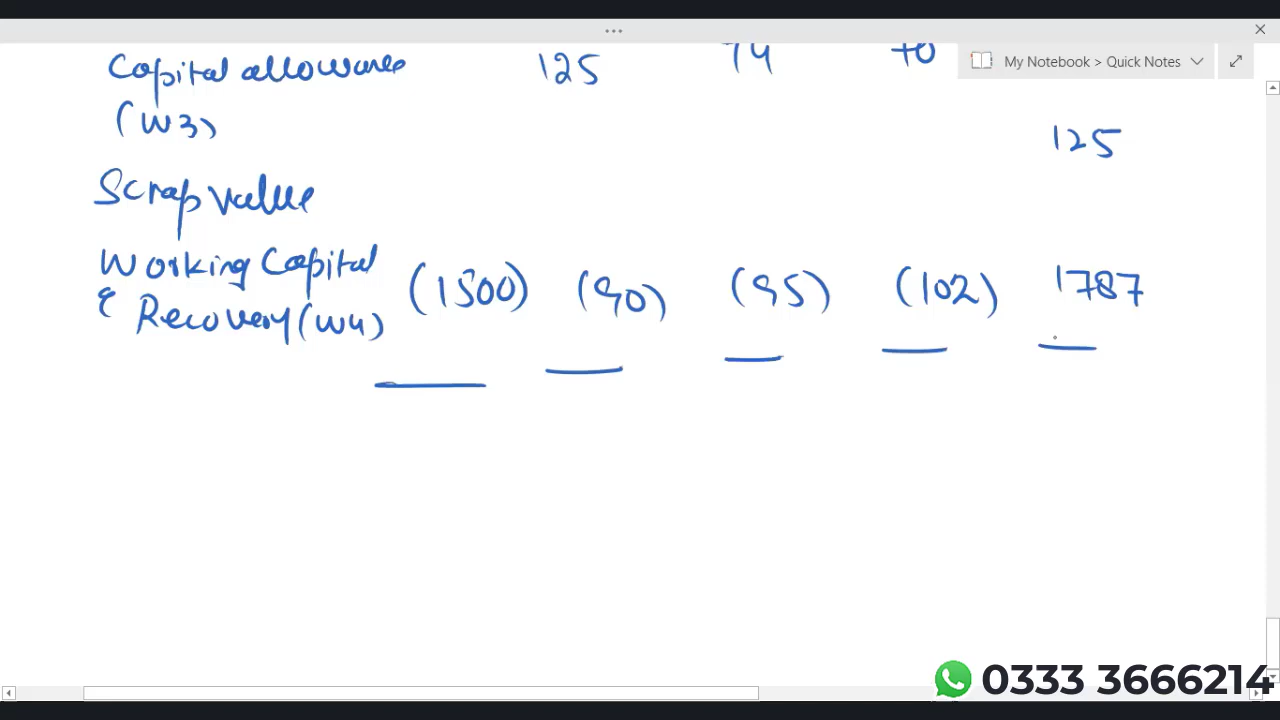 My Notebook > Quick Notes
Capital allowance 125
(W3)
125
Scrap value
Working Capital
& Recovery (W4) (1500) (90) (95) (102) 1787
0333 3666214